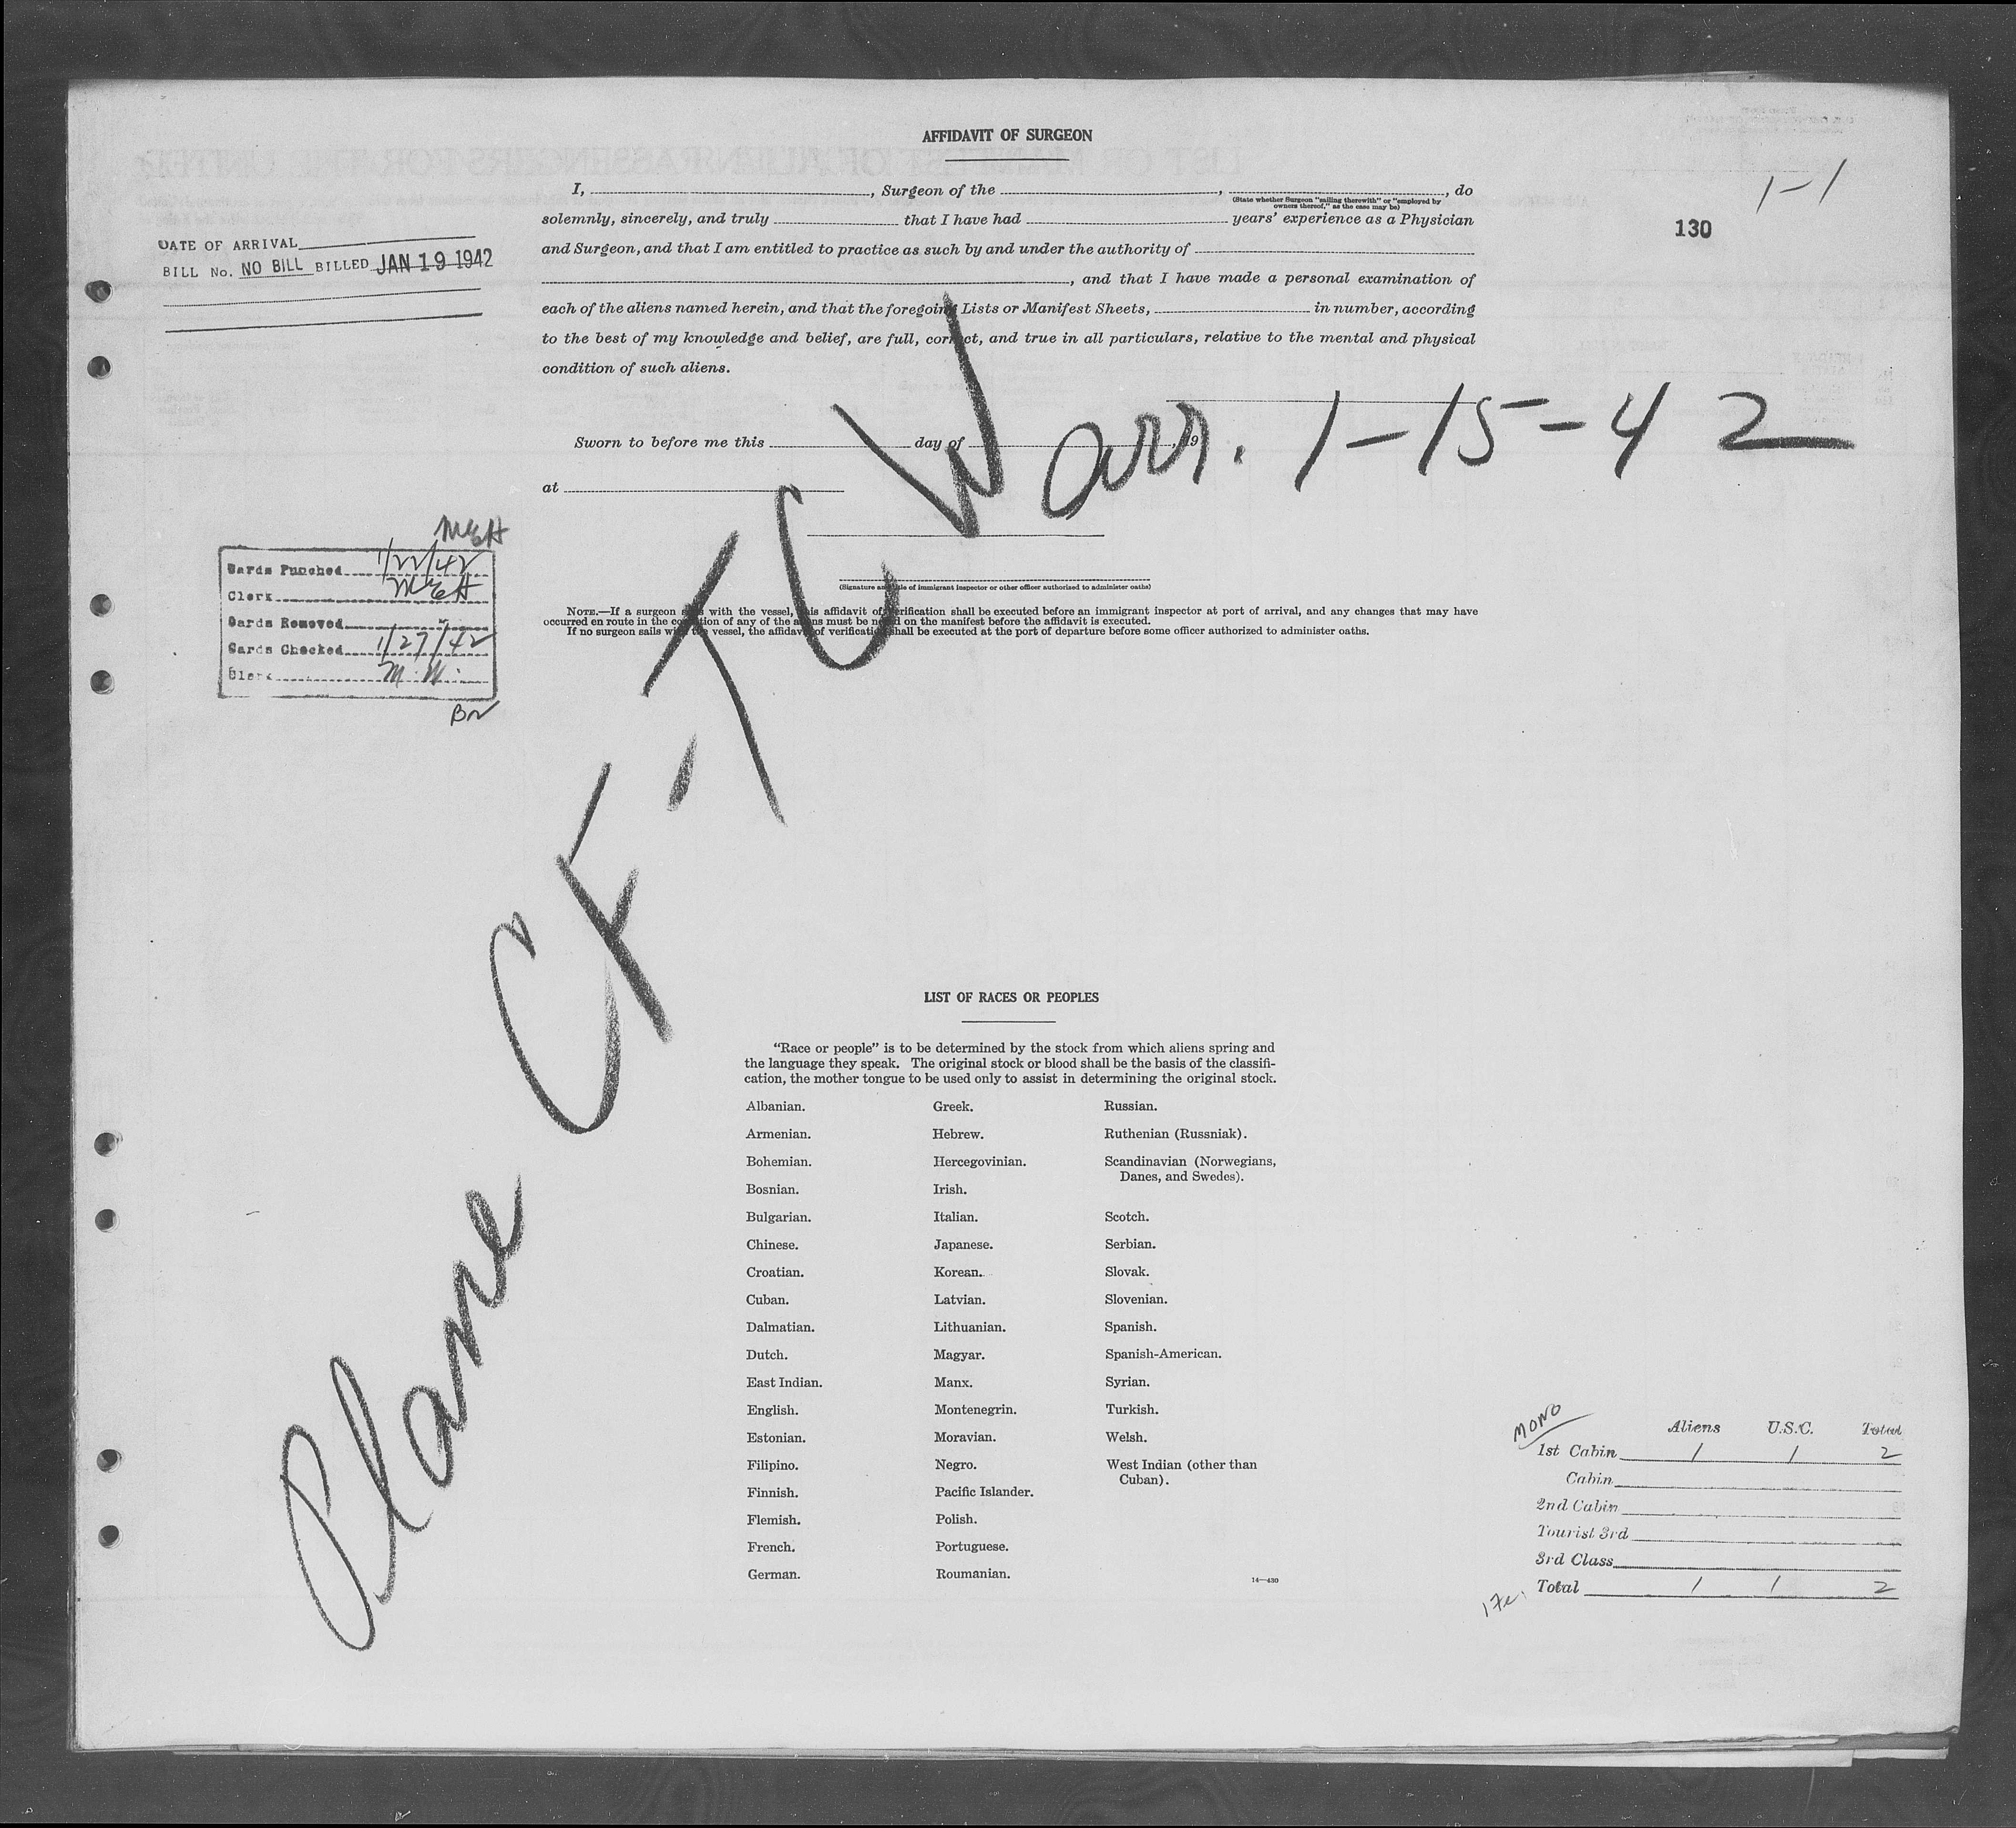 AFFIDAVIT OF SURGEON
1-1
130
I, , Surgeon of the , , do
(State whether Surgeon "sailing therewith" or "employed by
owners thereof," as the case may be)
solemnly, sincerely, and truly that I have had years' experience as a Physician
and Surgeon, and that I am entitled to practice as such by and under the authority of
, and that I have made a personal examination of
each of the aliens named herein, and that the foregoing Lists or Manifest Sheets, in number, according
to the best of my knowledge and belief, are full, correct, and true in all particulars, relative to the mental and physical
condition of such aliens.
DATE OF ARRIVAL
BILL No. NO BILL BILLED JAN 19 1942
Sworn to before me this day of , 19
at
Plane CF-TCW arr. 1-15-42
(Signature and title of immigrant inspector or other officer authorized to administer oaths)
NOTE.—If a surgeon sails with the vessel, this affidavit of verification shall be executed before an immigrant inspector at port of arrival, and any changes that may have
occurred en route in the condition of any of the aliens must be noted on the manifest before the affidavit is executed.
If no surgeon sails with the vessel, the affidavit of verification shall be executed at the port of departure before some officer authorized to administer oaths.
MEH
Cards Punched 1/22/42
Clerk MEH
Cards Removed
Cards Checked 1/27/42
Clerk M.W.
LIST OF RACES OR PEOPLES
"Race or people" is to be determined by the stock from which aliens spring and
the language they speak. The original stock or blood shall be the basis of the classifi-
cation, the mother tongue to be used only to assist in determining the original stock.
Albanian.
Armenian.
Bohemian.
Bosnian.
Bulgarian.
Chinese.
Croatian.
Cuban.
Dalmatian.
Dutch.
East Indian.
English.
Estonian.
Filipino.
Finnish.
Flemish.
French.
German.
Greek.
Hebrew.
Hercegovinian.
Irish.
Italian.
Japanese.
Korean.
Latvian.
Lithuanian.
Magyar.
Manx.
Montenegrin.
Moravian.
Negro.
Pacific Islander.
Polish.
Portuguese.
Roumanian.
Russian.
Ruthenian (Russniak).
Scandinavian (Norwegians,
Danes, and Swedes).
Scotch.
Serbian.
Slovak.
Slovenian.
Spanish.
Spanish-American.
Syrian.
Turkish.
Welsh.
West Indian (other than
Cuban).
14—430
MONO
Aliens U.S.C. Total
1st Cabin 1 1 2
Cabin
2nd Cabin
Tourist 3rd
3rd Class
Total 1 1 2